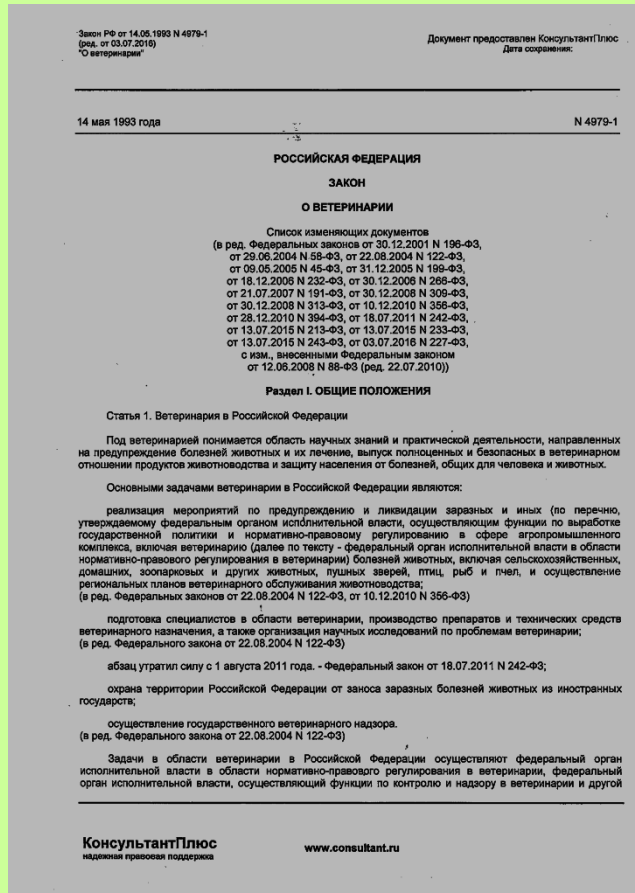 Закон РФ от 14.05.1993 N 4979-1
(ред. от 03.07.2016)
"О ветеринарии"
Документ предоставлен КонсультантПлюс
Дата сохранения:
14 мая 1993 года
N 4979-1
РОССИЙСКАЯ ФЕДЕРАЦИЯ
ЗАКОН
О ВЕТЕРИНАРИИ
Список изменяющих документов
(в ред. Федеральных законов от 30.12.2001 N 196-ФЗ,
от 29.06.2004 N 58-ФЗ, от 22.08.2004 N 122-ФЗ,
от 09.05.2005 N 45-ФЗ, от 31.12.2005 N 199-ФЗ,
от 18.12.2006 N 232-ФЗ, от 30.12.2006 N 266-ФЗ,
от 21.07.2007 N 191-ФЗ, от 30.12.2008 N 309-ФЗ,
от 30.12.2008 N 313-ФЗ, от 10.12.2010 N 356-ФЗ,
от 28.12.2010 N 394-ФЗ, от 18.07.2011 N 242-ФЗ,
от 13.07.2015 N 213-ФЗ, от 13.07.2015 N 233-ФЗ,
от 13.07.2015 N 243-ФЗ, от 03.07.2016 N 227-ФЗ,
с изм., внесенными Федеральным законом
от 12.06.2008 N 88-ФЗ (ред. 22.07.2010))
Раздел I. ОБЩИЕ ПОЛОЖЕНИЯ
Статья 1. Ветеринария в Российской Федерации
Под ветеринарией понимается область научных знаний и практической деятельности, направленных
на предупреждение болезней животных и их лечение, выпуск полноценных и безопасных в ветеринарном
отношении продуктов животноводства и защиту населения от болезней, общих для человека и животных.
Основными задачами ветеринарии в Российской Федерации являются:
реализация мероприятий по предупреждению и ликвидации заразных и иных (по перечню,
утверждаемому федеральным органом исполнительной власти, осуществляющим функции по выработке
государственной политики и нормативно-правовому регулированию в сфере агропромышленного
комплекса, включая ветеринарию (далее по тексту - федеральный орган исполнительной власти в области
нормативно-правового регулирования в ветеринарии) болезней животных, включая сельскохозяйственных,
домашних, зоопарковых и других животных, пушных зверей, птиц, рыб и пчел, и осуществление
региональных планов ветеринарного обслуживания животноводства;
(в ред. Федеральных законов от 22.08.2004 N 122-ФЗ, от 10.12.2010 N 356-ФЗ)
подготовка специалистов в области ветеринарии, производство препаратов и технических средств
ветеринарного назначения, а также организация научных исследований по проблемам ветеринарии;
(в ред. Федерального закона от 22.08.2004 N 122-ФЗ)
абзац утратил силу с 1 августа 2011 года. - Федеральный закон от 18.07.2011 N 242-ФЗ;
охрана территории Российской Федерации от заноса заразных болезней животных из иностранных
государств;
осуществление государственного ветеринарного надзора.
(в ред. Федерального закона от 22.08.2004 N 122-ФЗ)
Задачи в области ветеринарии в Российской Федерации осуществляют федеральный орган
исполнительной власти в области нормативно-правового регулирования в ветеринарии, федеральный
орган исполнительной власти, осуществляющий функции по контролю и надзору в ветеринарии и другой
КонсультантПлюс
надежная правовая поддержка
www.consultant.ru